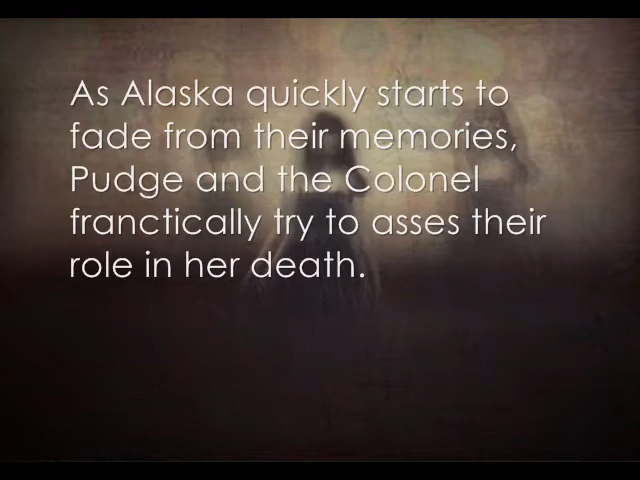 As Alaska quickly starts to
fade from their memories,
Pudge and the Colonel
franctically try to asses their
role in her death.